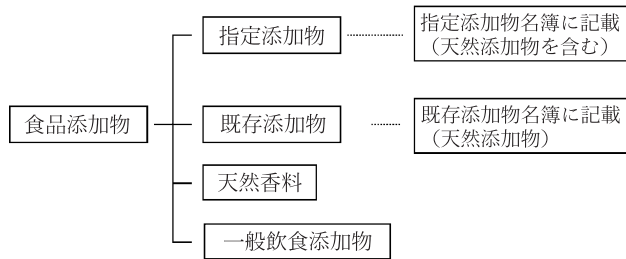 指定添加物
指定添加物名簿に記載
（天然添加物を含む）
食品添加物
既存添加物
既存添加物名簿に記載
（天然添加物）
天然香料
一般飲食添加物